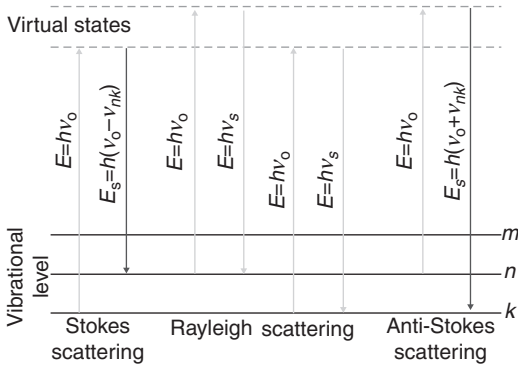 Virtual states
E=hν₀
Eₛ=h(ν₀−νₙₖ)
E=hν₀
E=hνₛ
E=hν₀
E=hνₛ
E=hν₀
Eₛ=h(ν₀+νₙₖ)
Vibrational
level
m
n
k
Stokes
scattering
Rayleigh scattering
Anti-Stokes
scattering